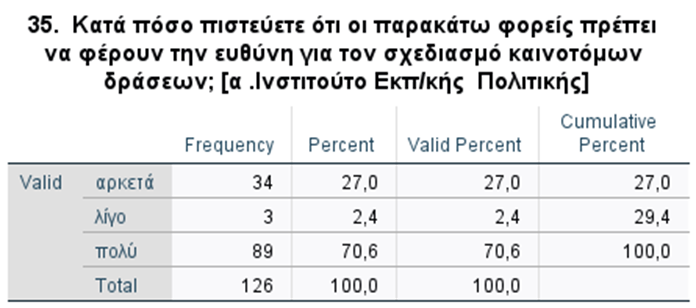 35. Κατά πόσο πιστεύετε ότι οι παρακάτω φορείς πρέπει
να φέρουν την ευθύνη για τον σχεδιασμό καινοτόμων
δράσεων; [α .Ινστιτούτο Εκπ/κής Πολιτικής]
Frequency Percent Valid Percent Cumulative Percent
Valid αρκετά 34 27,0 27,0 27,0
λίγο 3 2,4 2,4 29,4
πολύ 89 70,6 70,6 100,0
Total 126 100,0 100,0